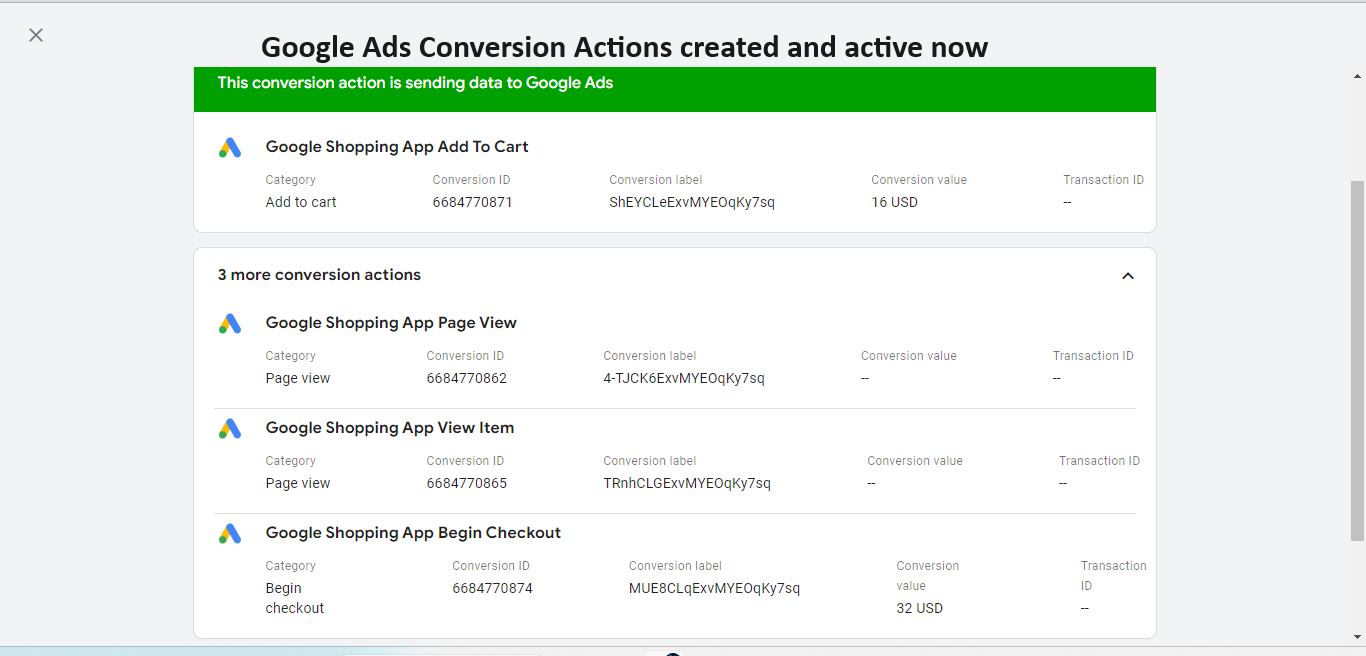 Google Ads Conversion Actions created and active now
This conversion action is sending data to Google Ads
Google Shopping App Add To Cart
Category Conversion ID Conversion label Conversion value Transaction ID
Add to cart 6684770871 ShEYCLeExvMYEOqKy7sq 16 USD --
3 more conversion actions
Google Shopping App Page View
Category Conversion ID Conversion label Conversion value Transaction ID
Page view 6684770862 4-TJCK6ExvMYEOqKy7sq -- --
Google Shopping App View Item
Category Conversion ID Conversion label Conversion value Transaction ID
Page view 6684770865 TRnhCLGExvMYEOqKy7sq -- --
Google Shopping App Begin Checkout
Category Conversion ID Conversion label Conversion Transaction
Begin 6684770874 MUE8CLqExvMYEOqKy7sq value ID
checkout 32 USD --